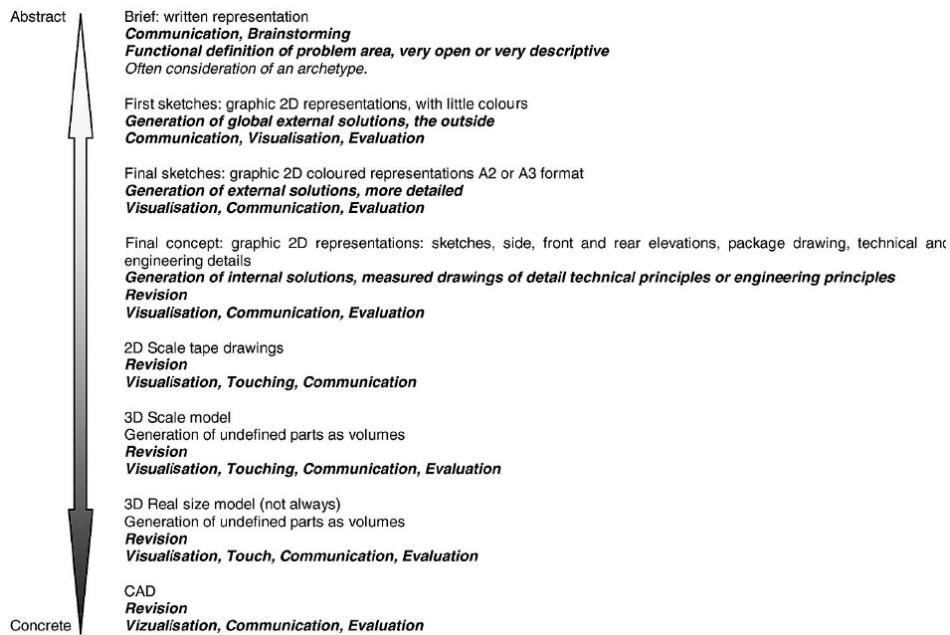 Abstract
Brief: written representation
Communication, Brainstorming
Functional definition of problem area, very open or very descriptive
Often consideration of an archetype.
First sketches: graphic 2D representations, with little colours
Generation of global external solutions, the outside
Communication, Visualisation, Evaluation
Final sketches: graphic 2D coloured representations A2 or A3 format
Generation of external solutions, more detailed
Visualisation, Communication, Evaluation
Final concept: graphic 2D representations: sketches, side, front and rear elevations, package drawing, technical and
engineering details
Generation of internal solutions, measured drawings of detail technical principles or engineering principles
Revision
Visualisation, Communication, Evaluation
2D Scale tape drawings
Revision
Visualisation, Touching, Communication
3D Scale model
Generation of undefined parts as volumes
Revision
Visualisation, Touching, Communication, Evaluation
3D Real size model (not always)
Generation of undefined parts as volumes
Revision
Visualisation, Touch, Communication, Evaluation
CAD
Revision
Concrete
Vizualisation, Communication, Evaluation